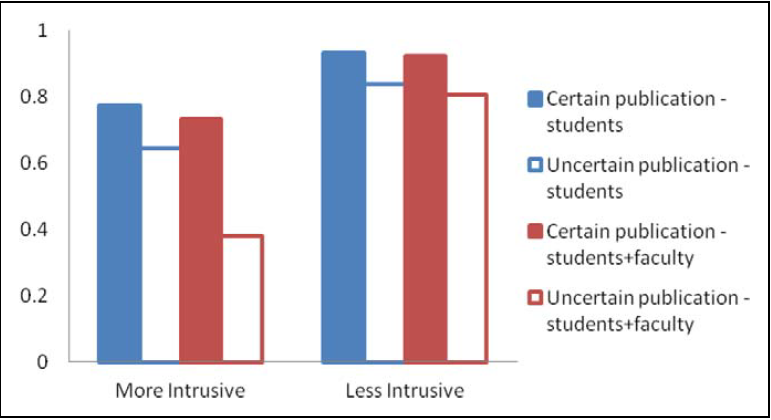 1
0.8
0.6
0.4
0.2
0
More Intrusive
Less Intrusive
Certain publication -
students
Uncertain publication -
students
Certain publication -
students+faculty
Uncertain publication -
students+faculty